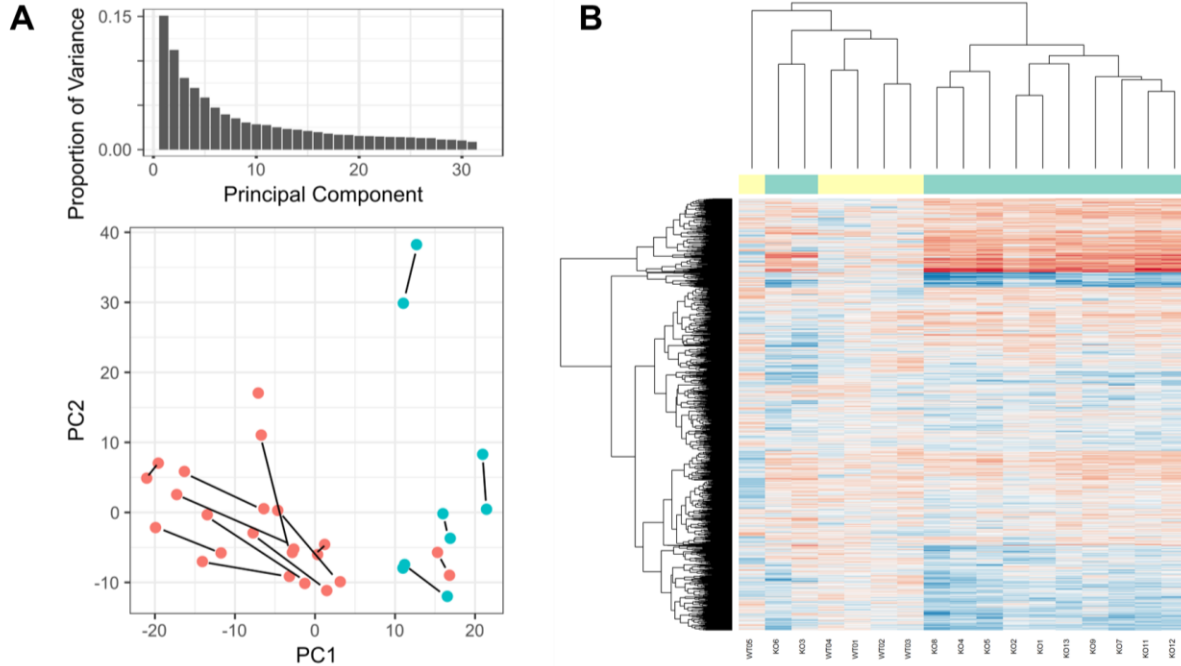 A
Proportion of Variance
0.15
0.00
0
10
20
30
Principal Component
PC2
40
30
20
10
0
-10
-20
-10
0
10
20
PC1
B
WT05
KO6
KO3
WT04
WT01
WT02
WT03
KO8
KO4
KO5
KO2
KO1
KO13
KO9
KO7
KO11
KO12